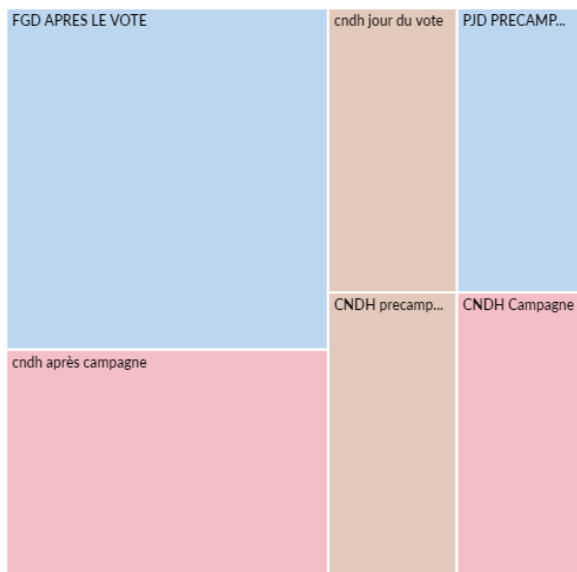 FGD APRES LE VOTE
cndh jour du vote
PJD PRECAMP...
cndh après campagne
CNDH precamp...
CNDH Campagne